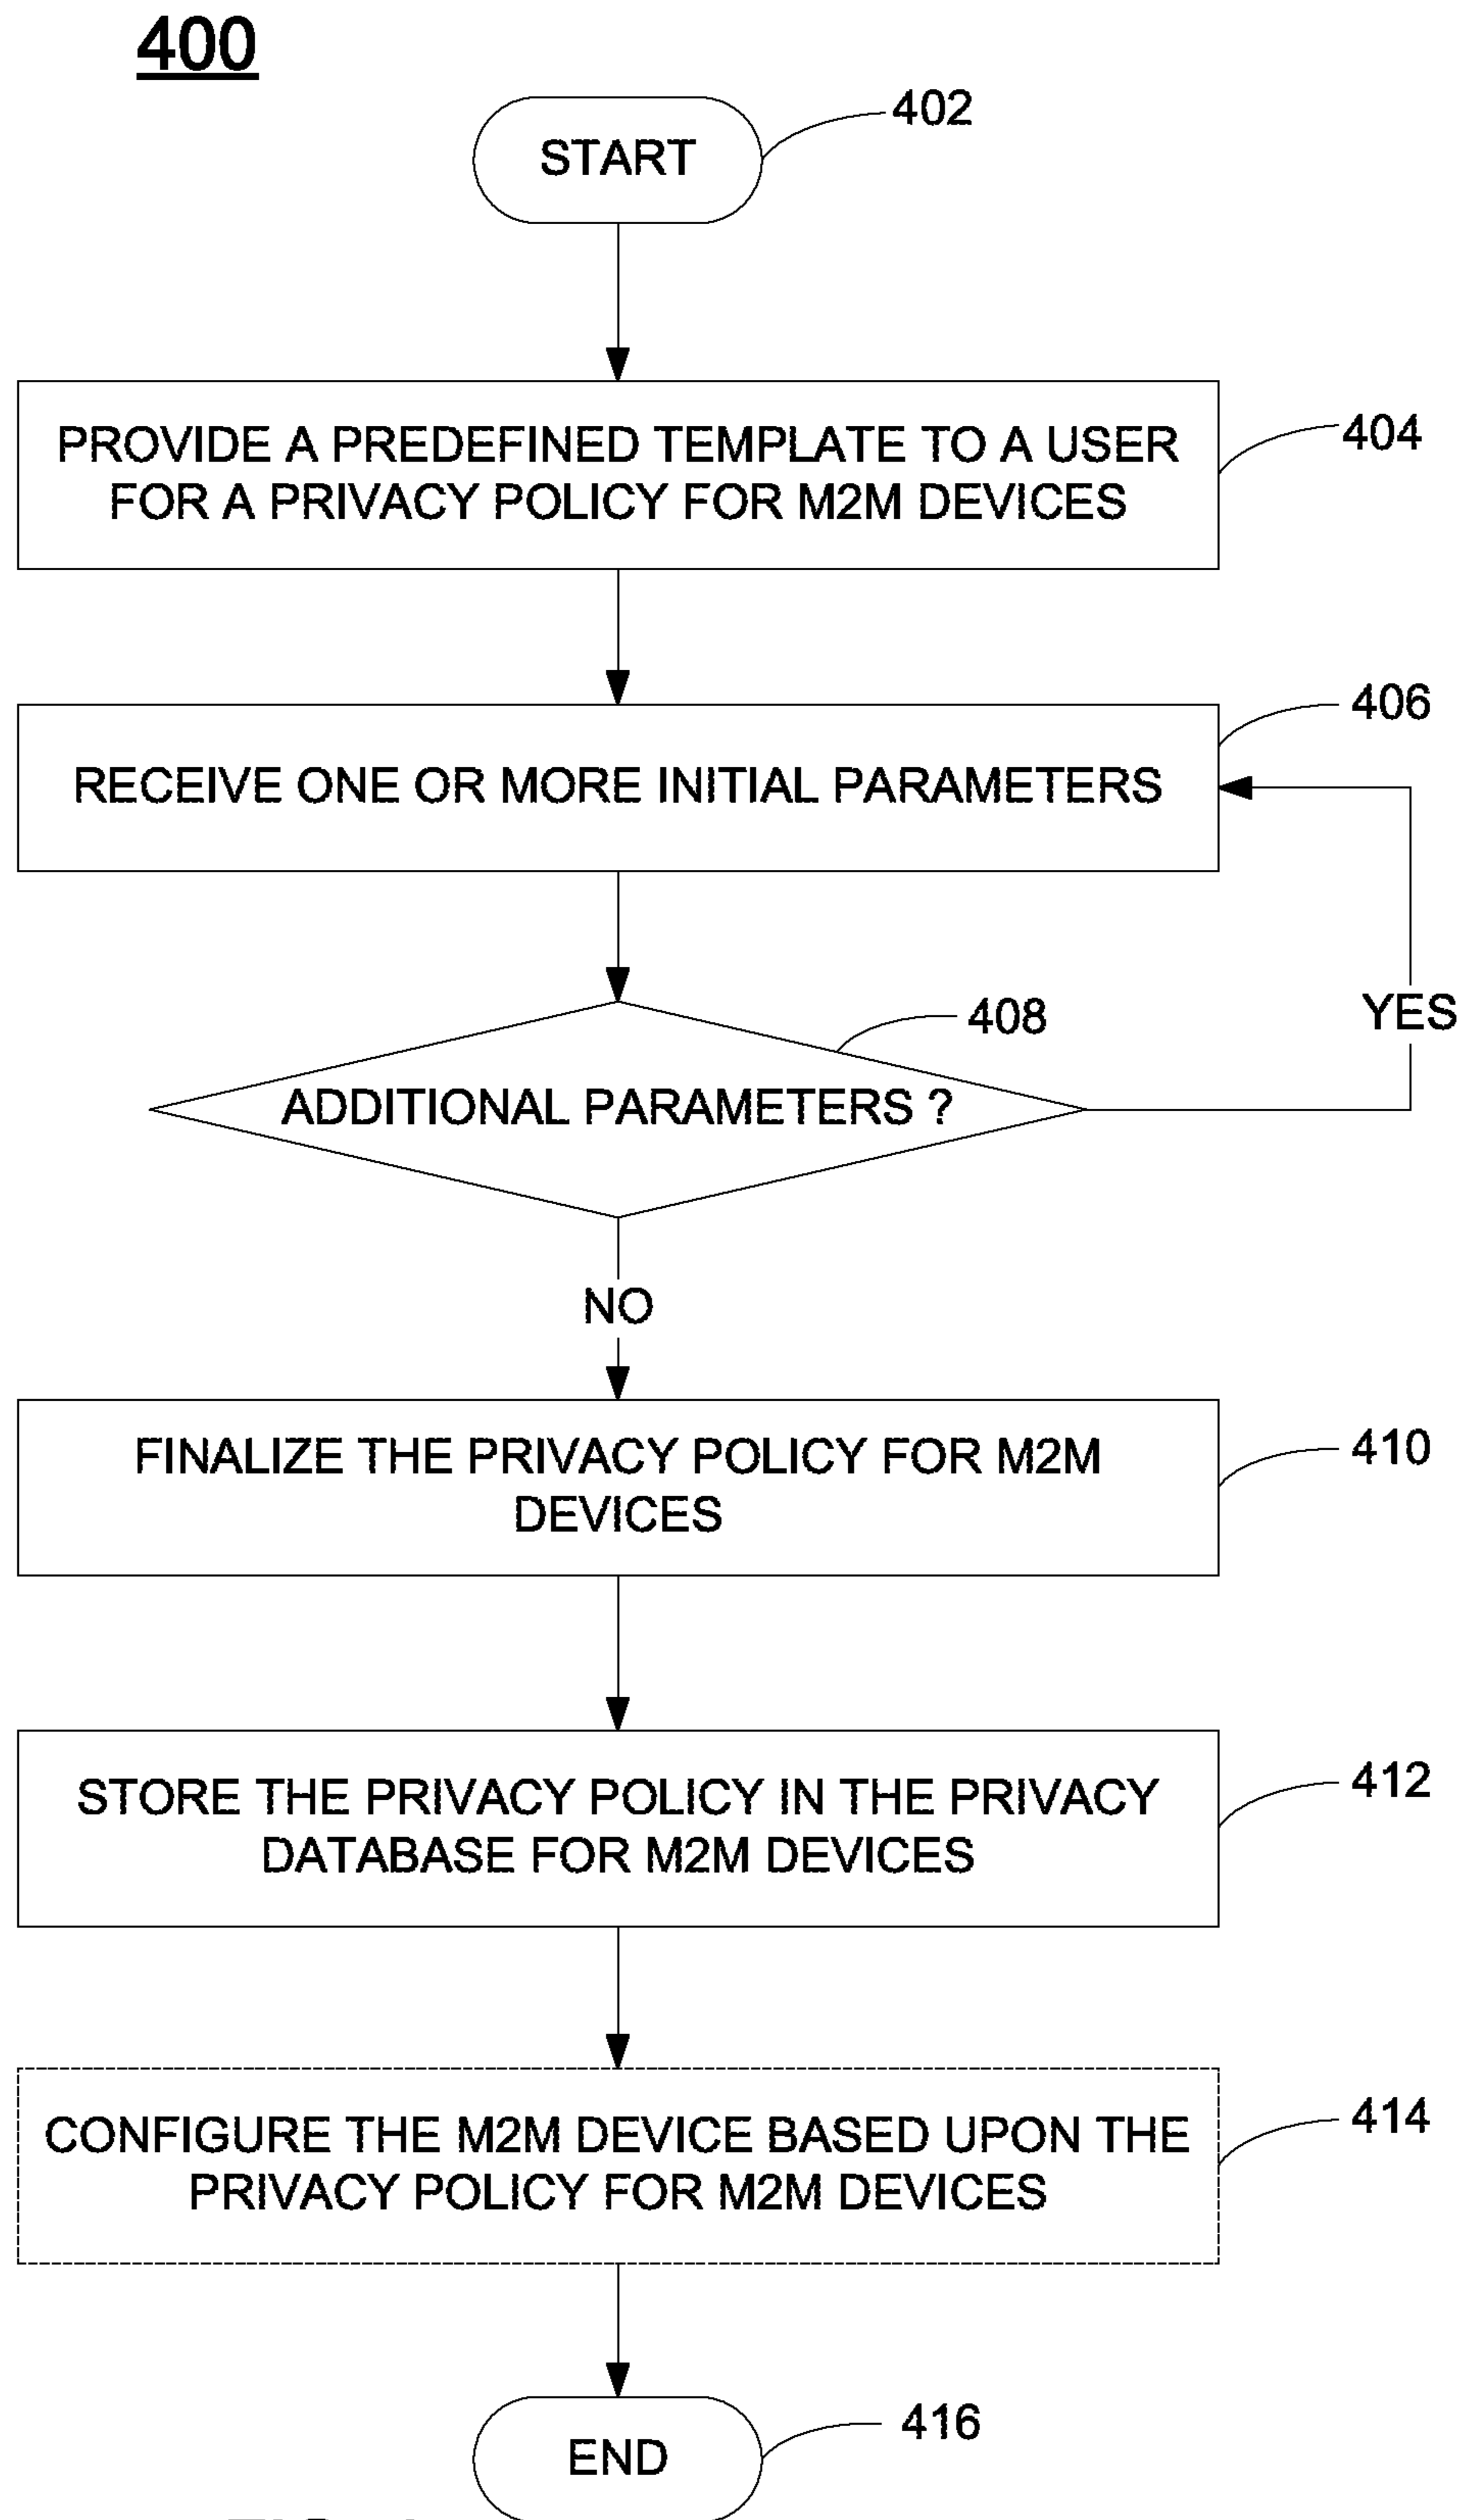 400
START
402
PROVIDE A PREDEFINED TEMPLATE TO A USER
FOR A PRIVACY POLICY FOR M2M DEVICES
404
RECEIVE ONE OR MORE INITIAL PARAMETERS
406
ADDITIONAL PARAMETERS ?
408
YES
NO
FINALIZE THE PRIVACY POLICY FOR M2M
DEVICES
410
STORE THE PRIVACY POLICY IN THE PRIVACY
DATABASE FOR M2M DEVICES
412
CONFIGURE THE M2M DEVICE BASED UPON THE
PRIVACY POLICY FOR M2M DEVICES
414
END
416